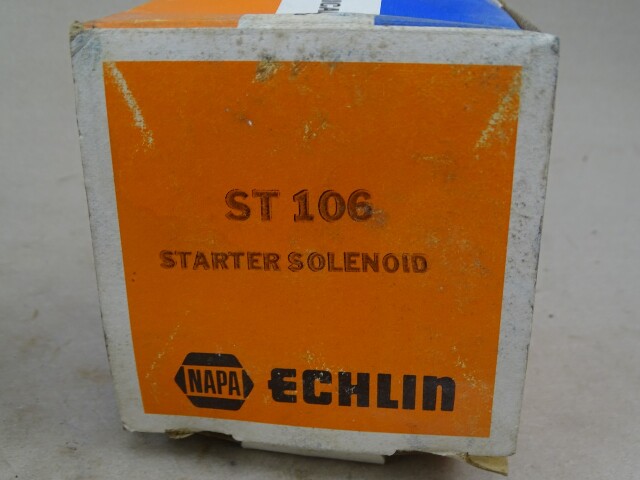 ST 106
STARTER SOLENOID
NAPA ECHLIN